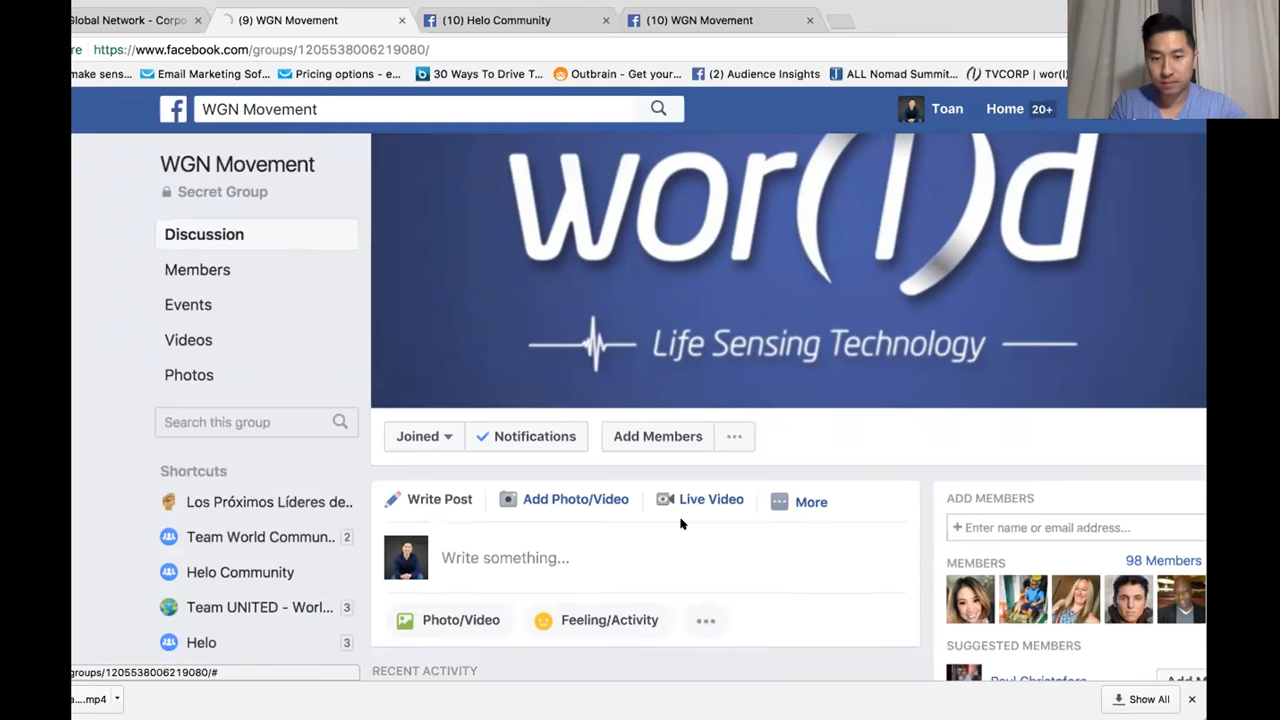 Global Network - Corpo
(9) WGN Movement
(10) Helo Community
(10) WGN Movement
re https://www.facebook.com/groups/1205538006219080/
make sens...
Email Marketing Sof...
Pricing options - e...
30 Ways To Drive T...
Outbrain - Get your...
(2) Audience Insights
ALL Nomad Summit...
TVCORP | wor(l)
WGN Movement
Toan
Home 20+
WGN Movement
Secret Group
Discussion
Members
Events
Videos
Photos
Search this group
Shortcuts
Los Próximos Líderes de..
Team World Commun.. 2
Helo Community
Team UNITED - Worl... 3
Helo 3
wor(l)d
Life Sensing Technology
Joined
Notifications
Add Members
Write Post
Add Photo/Video
Live Video
More
Write something...
Photo/Video
Feeling/Activity
RECENT ACTIVITY
ADD MEMBERS
+ Enter name or email address...
MEMBERS
98 Members
SUGGESTED MEMBERS
groups/1205538006219080/#
a....mp4
Show All